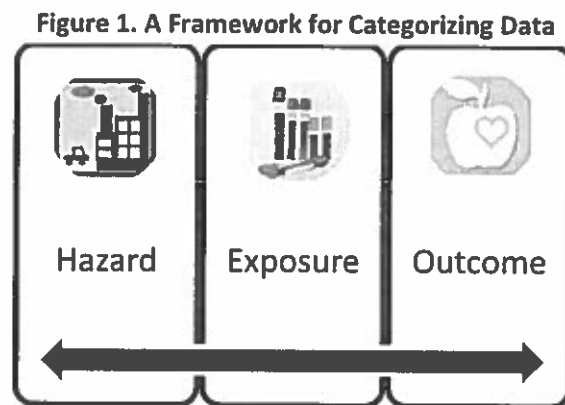 Figure 1. A Framework for Categorizing Data
Hazard
Exposure
Outcome